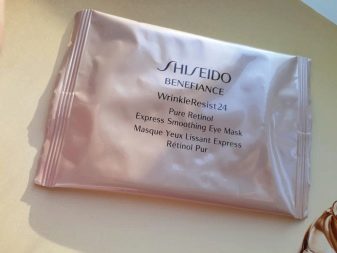 SHISEIDO
BENEFIANCE
WrinkleResist24
Pure Retinol
Express Smoothing Eye Mask
Masque Yeux Lissant Express
Rétinol Pur